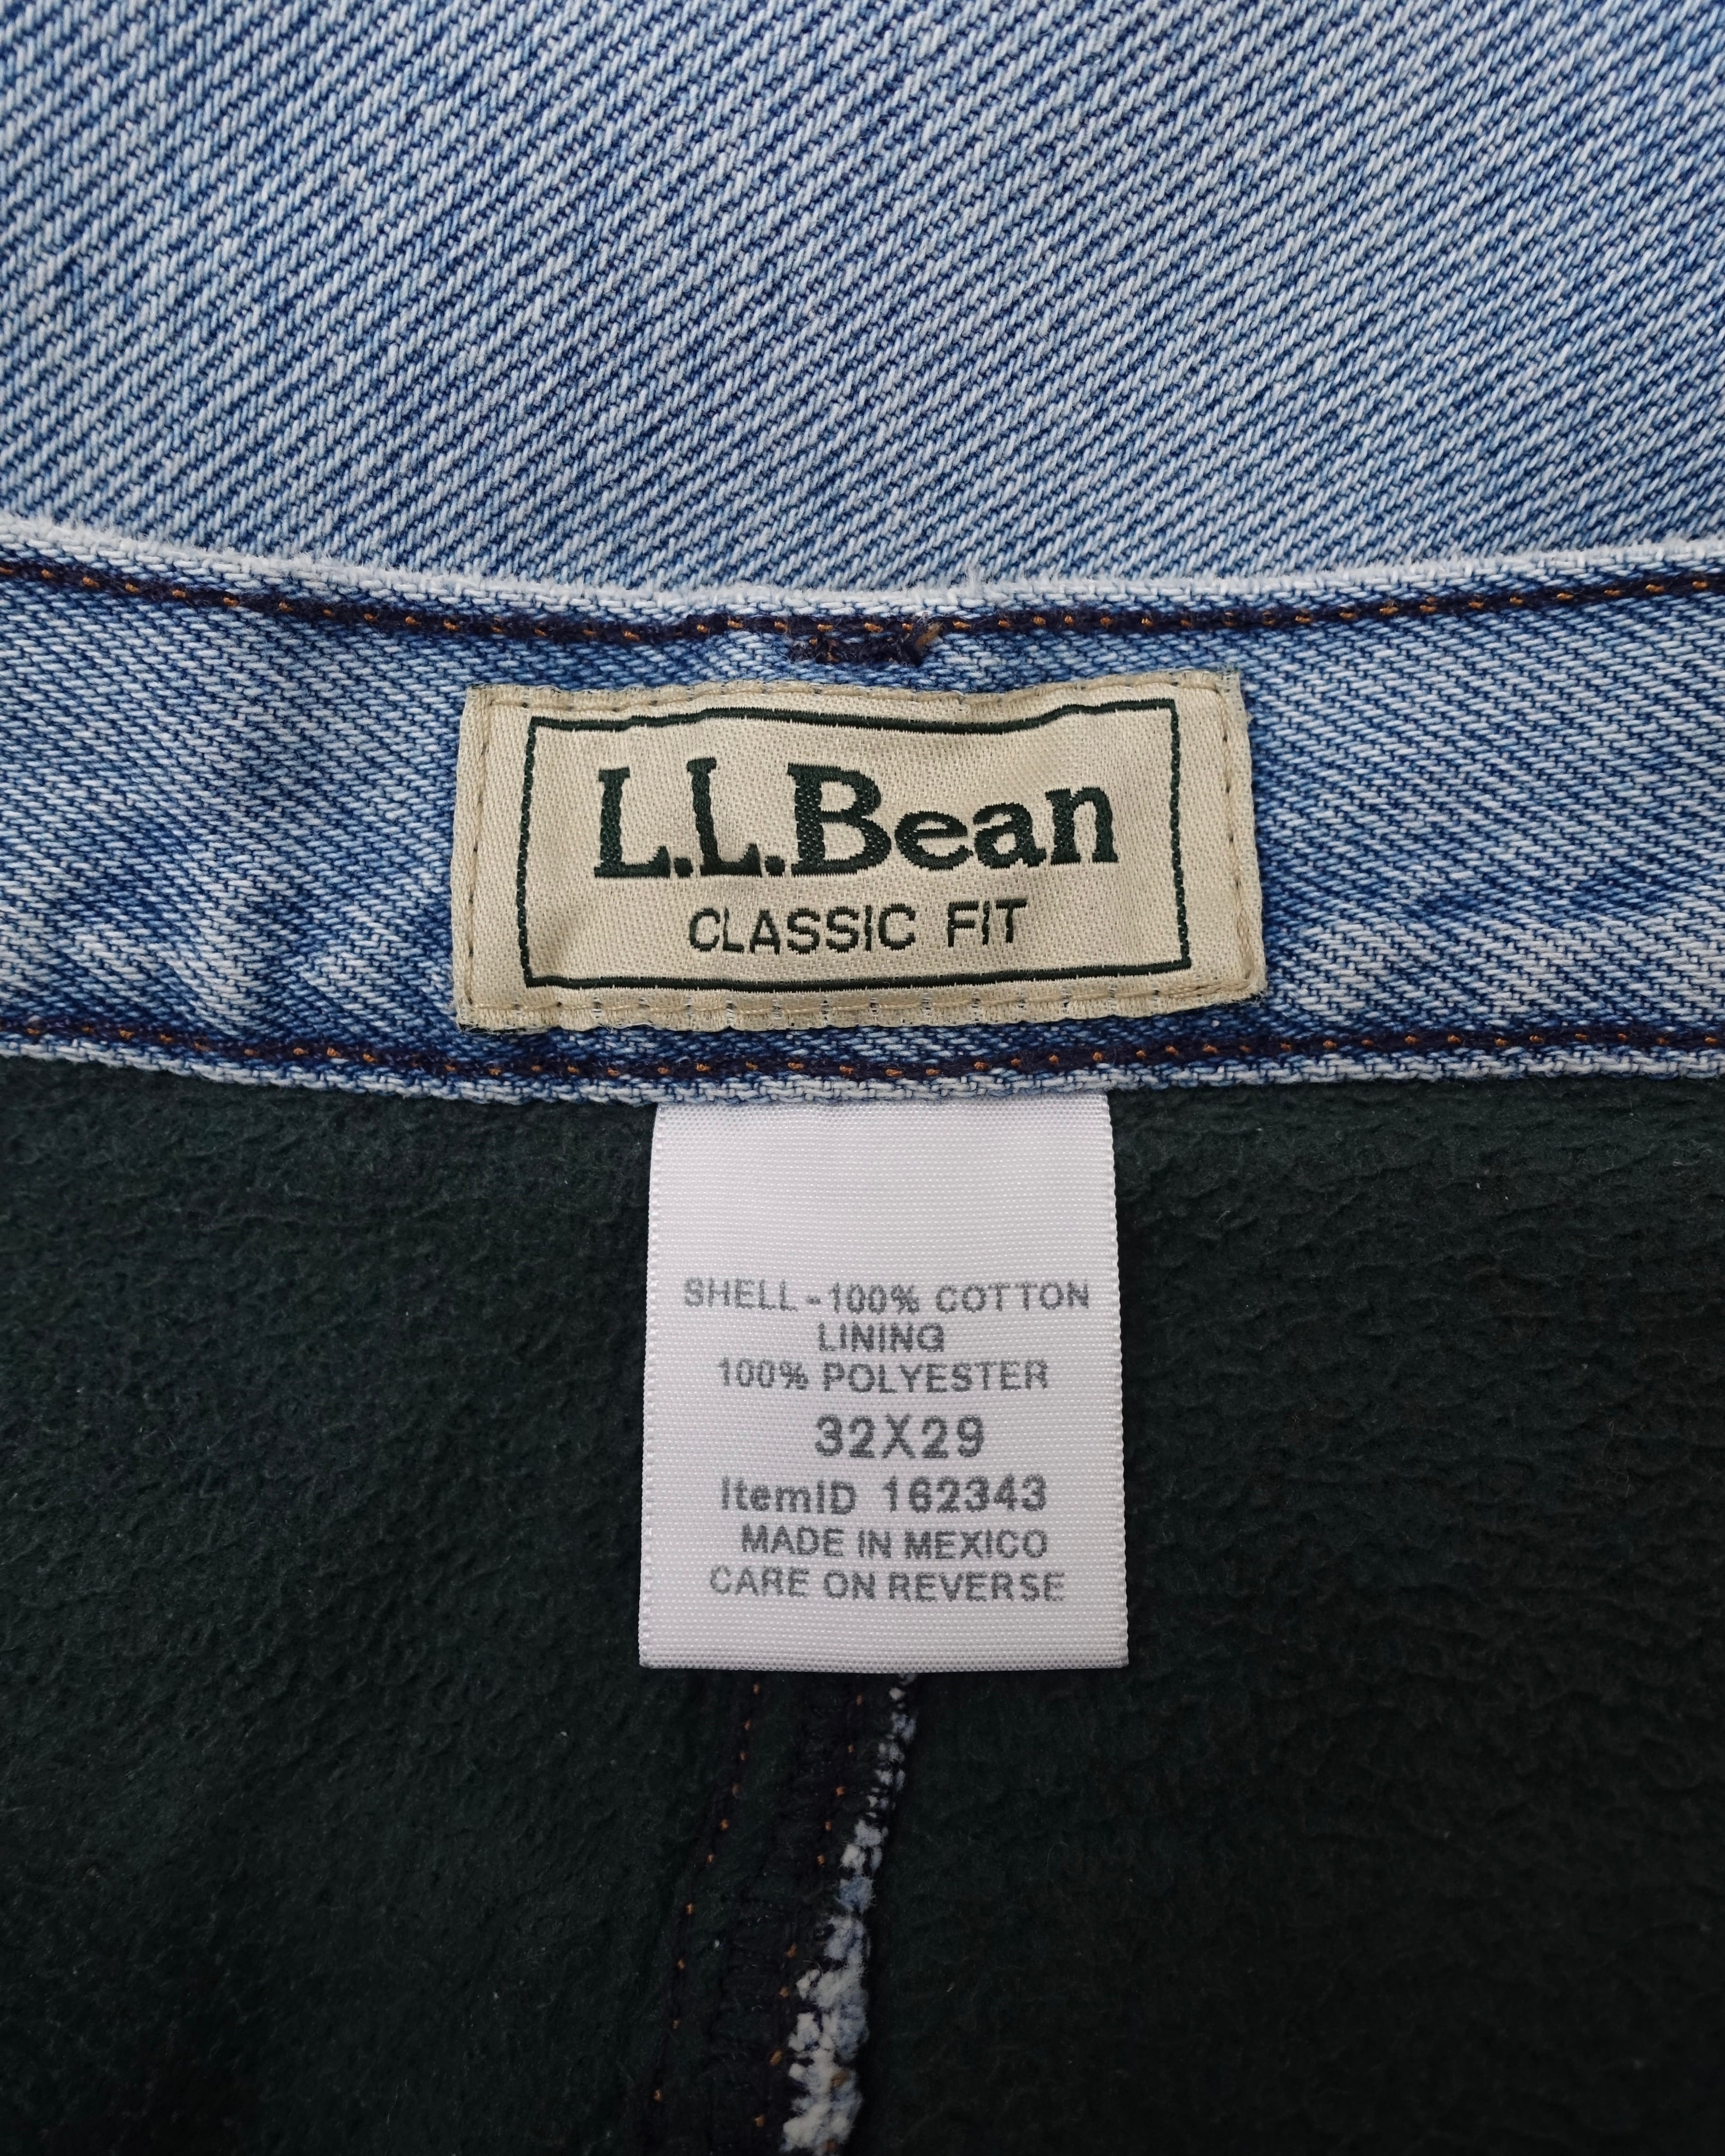 L.L.Bean
CLASSIC FIT
SHELL-100% COTTON
LINING
100% POLYESTER
32X29
ItemID 162343
MADE IN MEXICO
CARE ON REVERSE